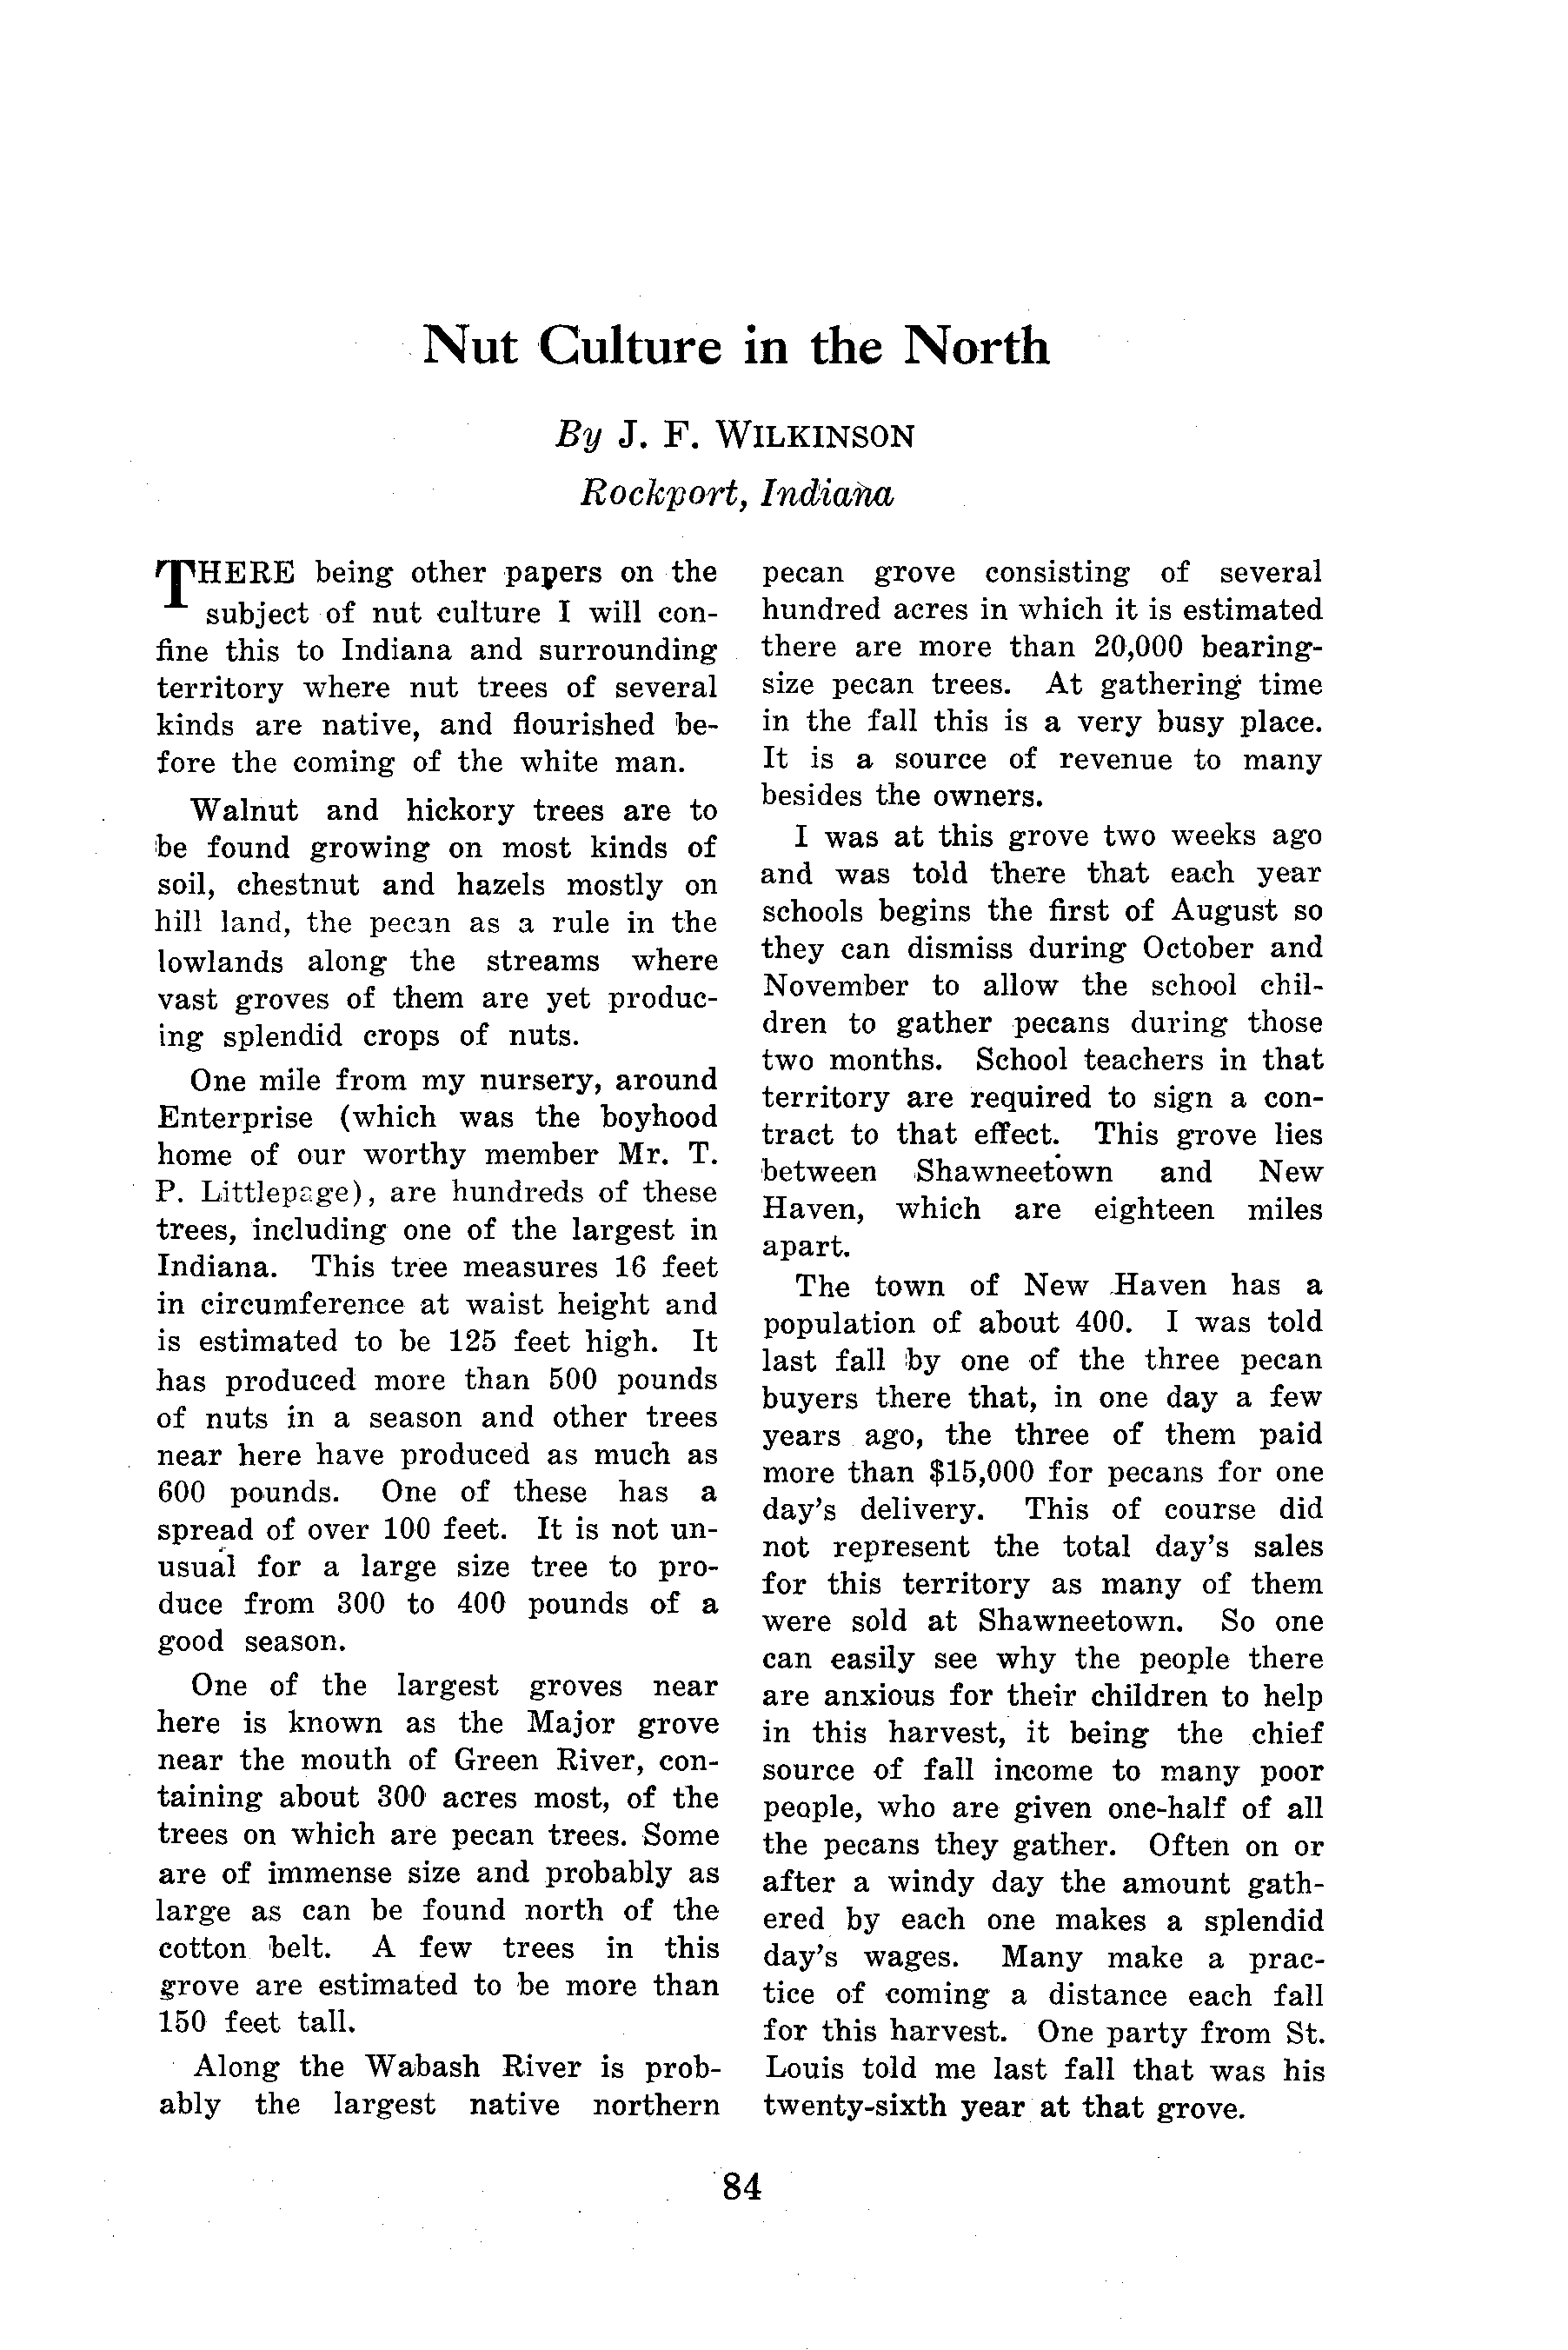 Nut Culture in the North
By J. F. WILKINSON
Rockport, Indiana
THERE being other papers on the
subject of nut culture I will con-
fine this to Indiana and surrounding
territory where nut trees of several
kinds are native, and flourished be-
fore the coming of the white man.
Walnut and hickory trees are to
be found growing on most kinds of
soil, chestnut and hazels mostly on
hill land, the pecan as a rule in the
lowlands along the streams where
vast groves of them are yet produc-
ing splendid crops of nuts.
One mile from my nursery, around
Enterprise (which was the boyhood
home of our worthy member Mr. T.
P. Littlepage), are hundreds of these
trees, including one of the largest in
Indiana. This tree measures 16 feet
in circumference at waist height and
is estimated to be 125 feet high. It
has produced more than 500 pounds
of nuts in a season and other trees
near here have produced as much as
600 pounds. One of these has a
spread of over 100 feet. It is not un-
usual for a large size tree to pro-
duce from 300 to 400 pounds of a
good season.
One of the largest groves near
here is known as the Major grove
near the mouth of Green River, con-
taining about 300 acres most, of the
trees on which are pecan trees. Some
are of immense size and probably as
large as can be found north of the
cotton belt. A few trees in this
grove are estimated to be more than
150 feet tall.
Along the Wabash River is prob-
ably the largest native northern
pecan grove consisting of several
hundred acres in which it is estimated
there are more than 20,000 bearing-
size pecan trees. At gathering time
in the fall this is a very busy place.
It is a source of revenue to many
besides the owners.
I was at this grove two weeks ago
and was told there that each year
schools begins the first of August so
they can dismiss during October and
November to allow the school chil-
dren to gather pecans during those
two months. School teachers in that
territory are required to sign a con-
tract to that effect. This grove lies
between Shawneetown and New
Haven, which are eighteen miles
apart.
The town of New Haven has a
population of about 400. I was told
last fall by one of the three pecan
buyers there that, in one day a few
years ago, the three of them paid
more than $15,000 for pecans for one
day's delivery. This of course did
not represent the total day's sales
for this territory as many of them
were sold at Shawneetown. So one
can easily see why the people there
are anxious for their children to help
in this harvest, it being the chief
source of fall income to many poor
people, who are given one-half of all
the pecans they gather. Often on or
after a windy day the amount gath-
ered by each one makes a splendid
day's wages. Many make a prac-
tice of coming a distance each fall
for this harvest. One party from St.
Louis told me last fall that was his
twenty-sixth year at that grove.
84